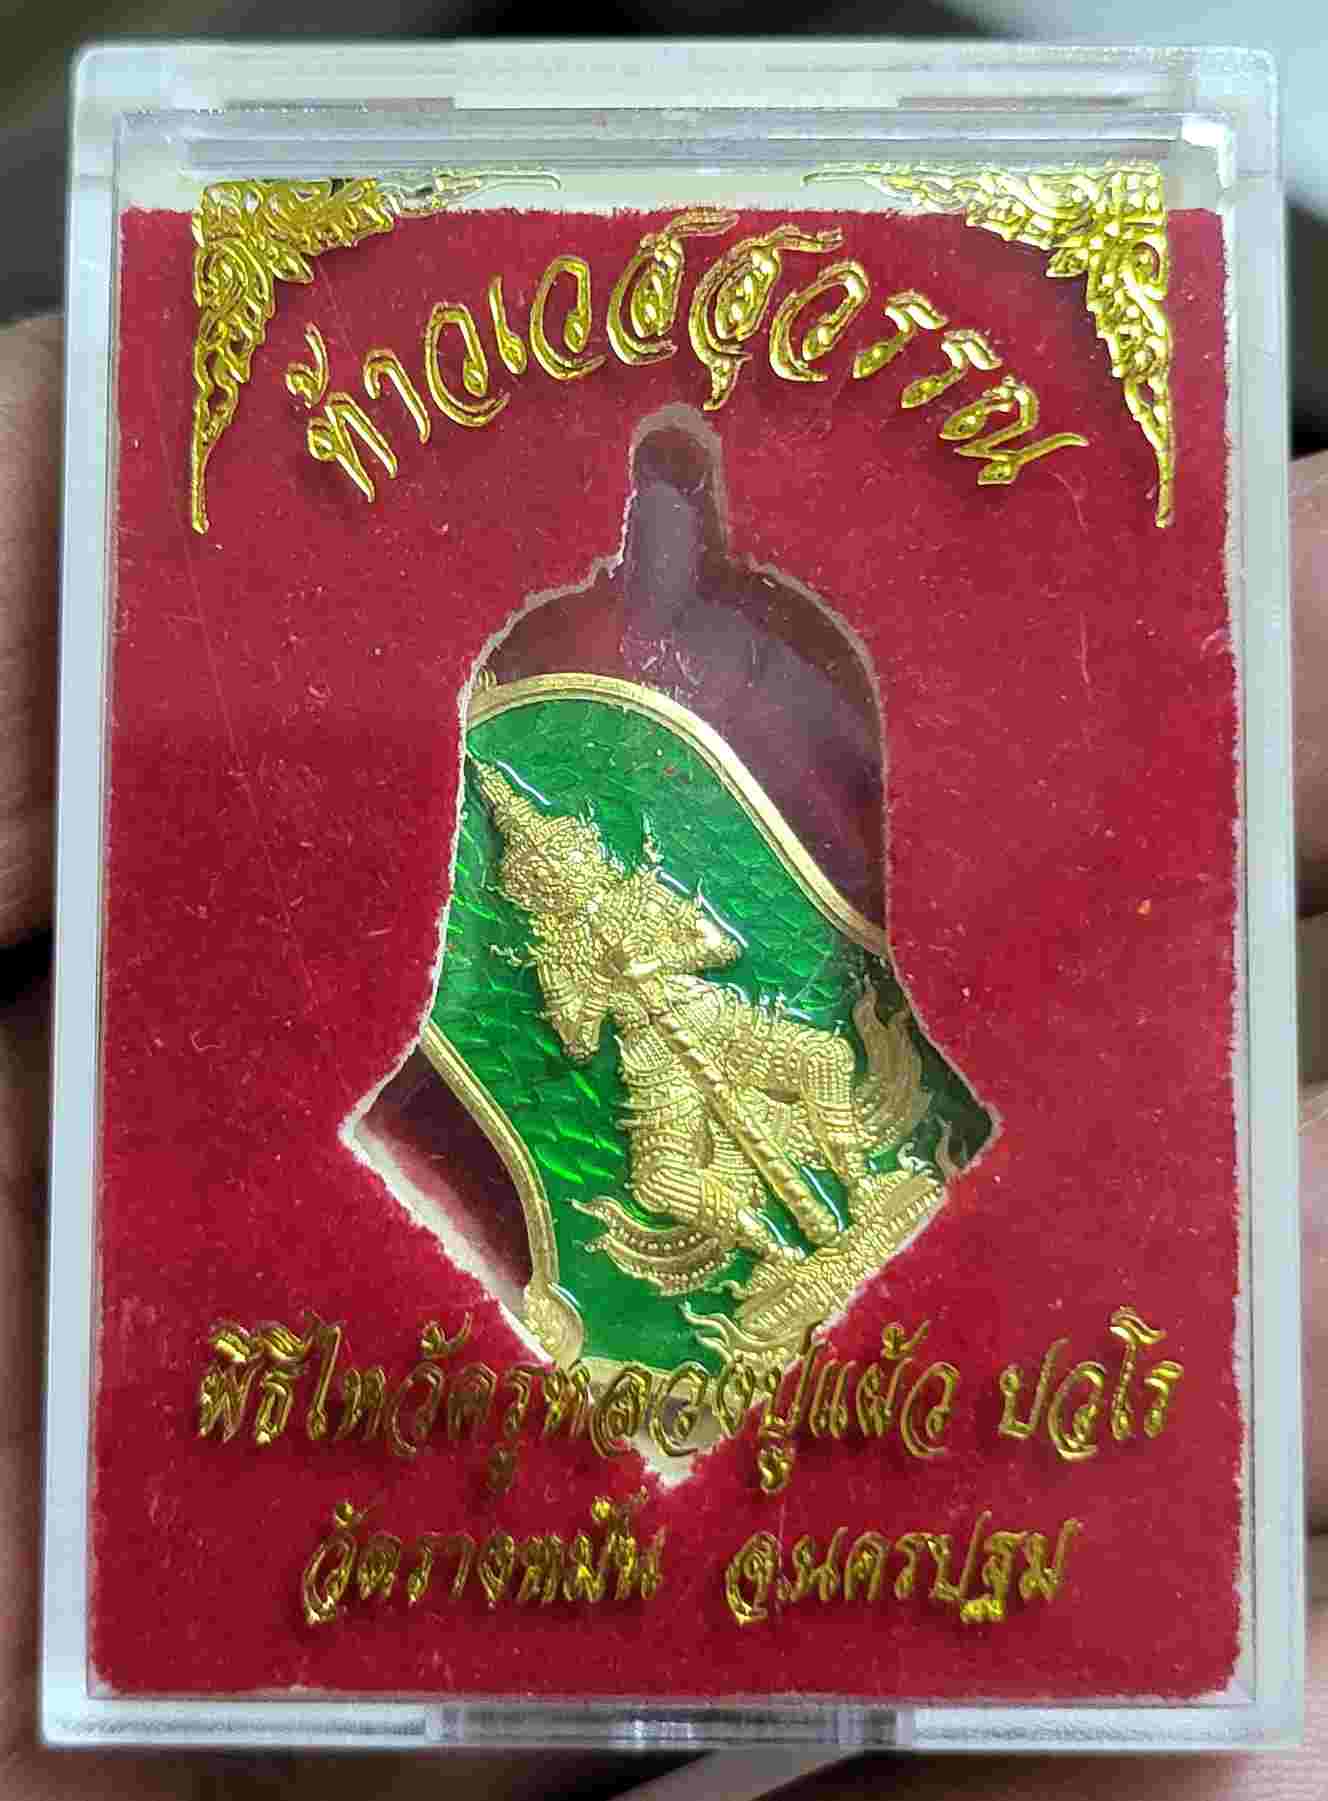 ท้าวเวสสุวรรณ
พิธีไหว้ครูหลวงปู่แผ้ว ปวโร
วัดรางหมัน จ.นครปฐม